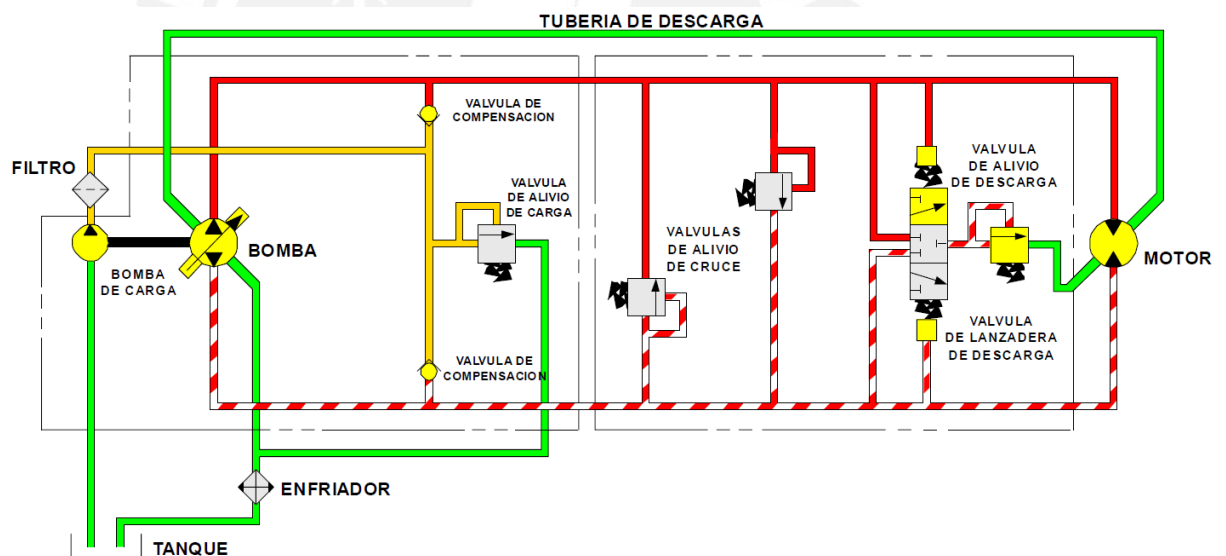 TUBERIA DE DESCARGA
VALVULA DE
COMPENSACION
FILTRO
VALVULA
DE ALIVIO
DE CARGA
VALVULA
DE ALIVIO
DE DESCARGA
BOMBA
VALVULAS
DE ALIVIO
DE CRUCE
MOTOR
BOMBA
DE CARGA
VALVULA
DE LANZADERA
DE DESCARGA
VALVULA DE
COMPENSACION
ENFRIADOR
TANQUE